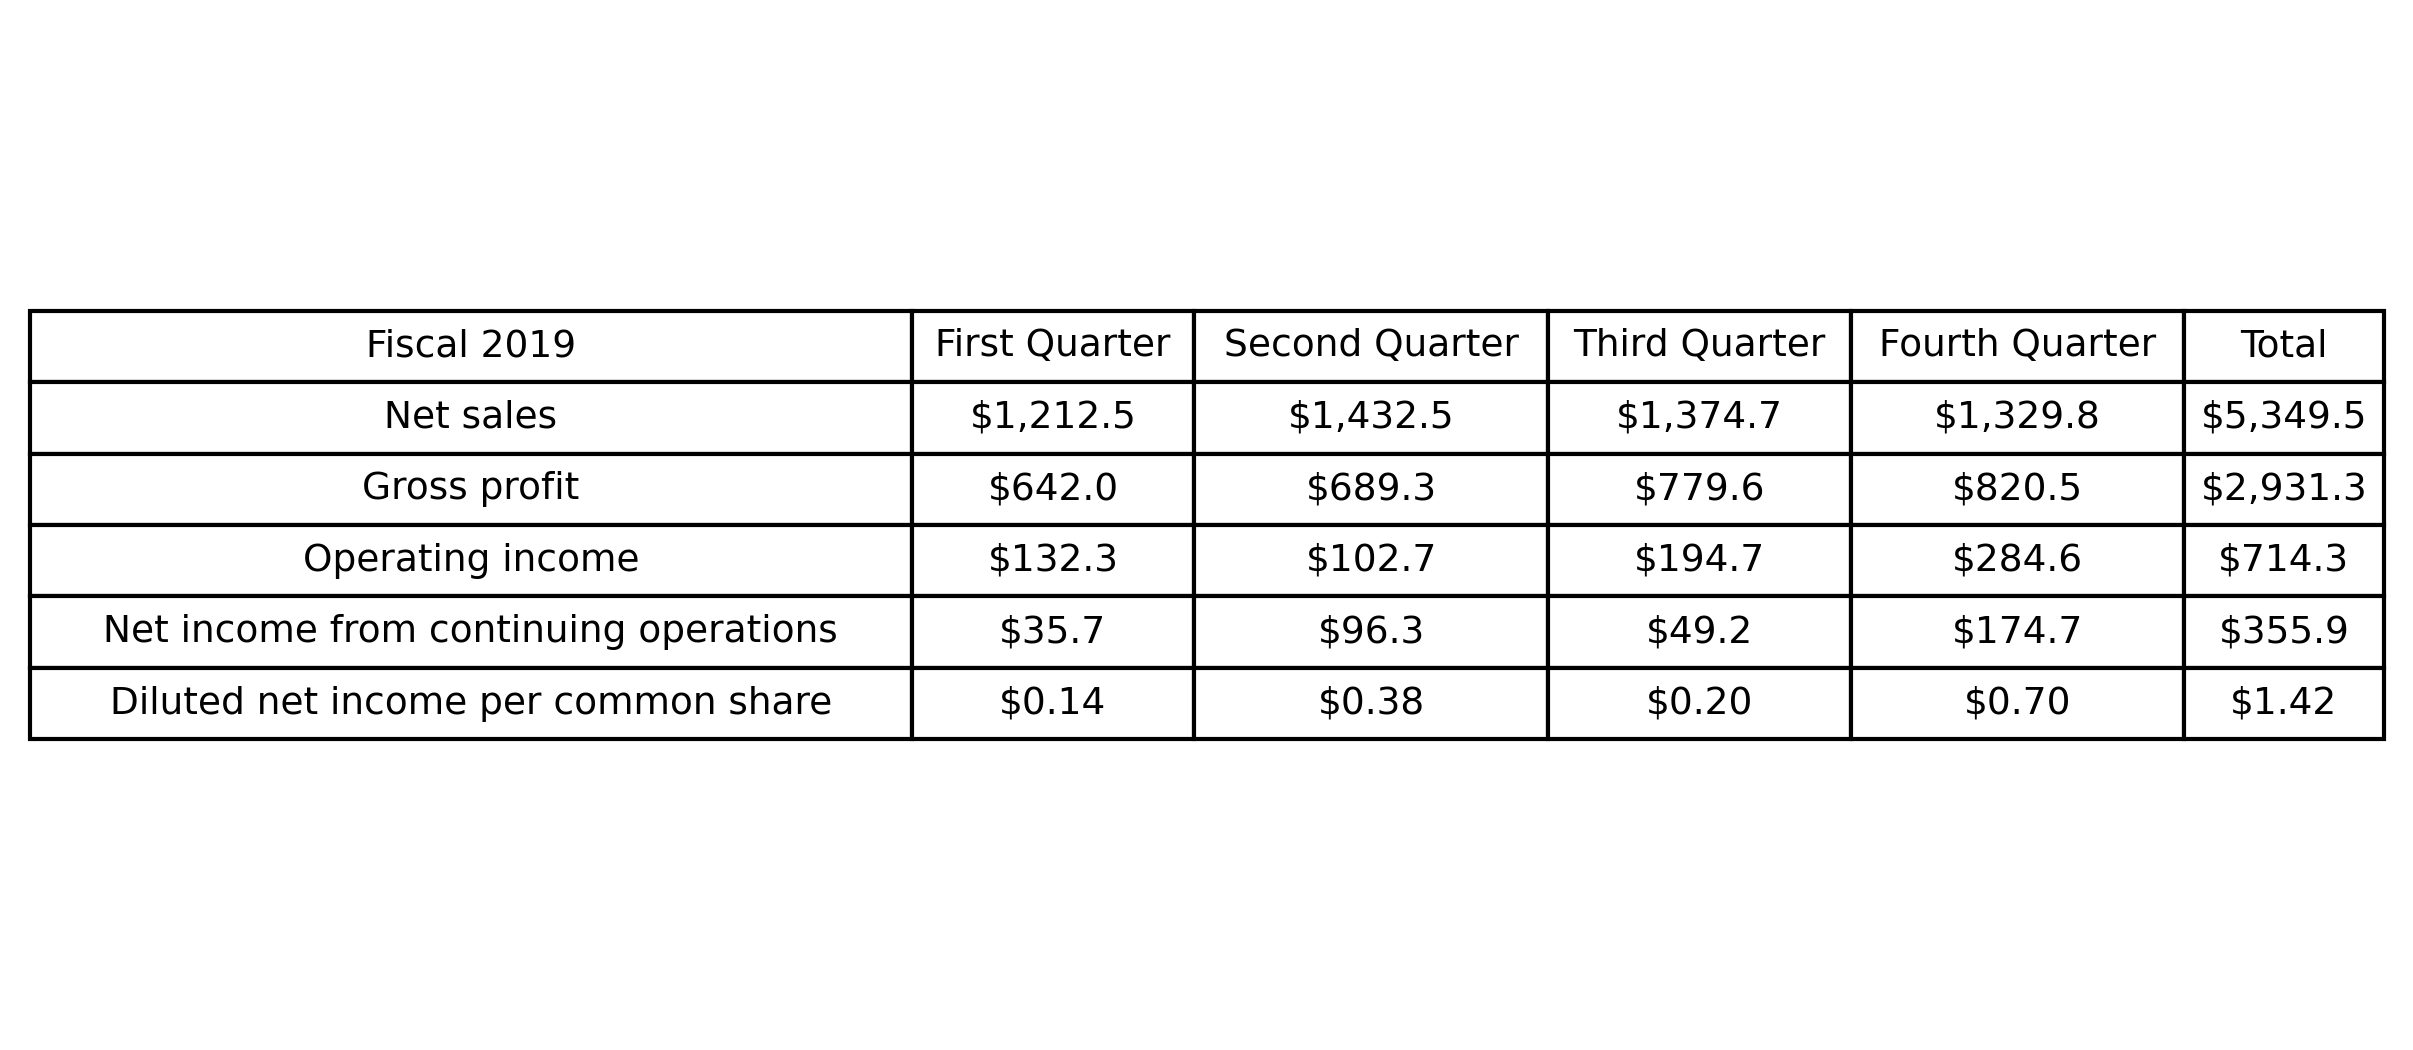 Fiscal 2019 First Quarter Second Quarter Third Quarter Fourth Quarter Total
Net sales $1,212.5 $1,432.5 $1,374.7 $1,329.8 $5,349.5
Gross profit $642.0 $689.3 $779.6 $820.5 $2,931.3
Operating income $132.3 $102.7 $194.7 $284.6 $714.3
Net income from continuing operations $35.7 $96.3 $49.2 $174.7 $355.9
Diluted net income per common share $0.14 $0.38 $0.20 $0.70 $1.42